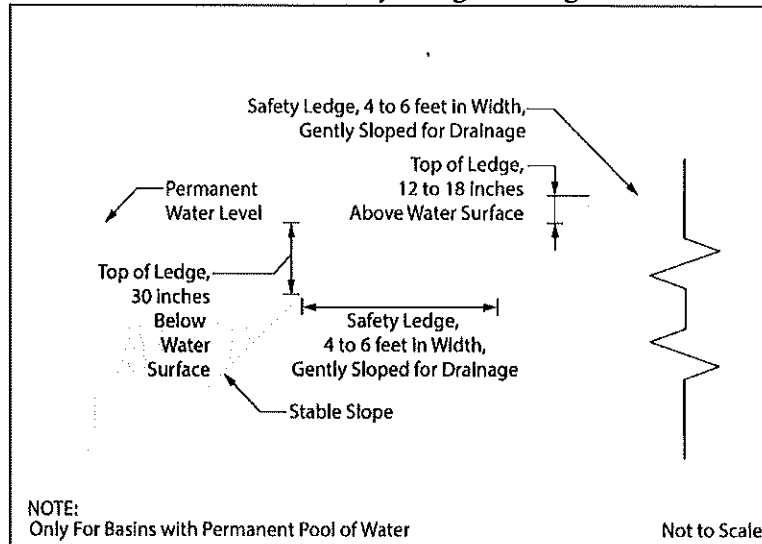 Safety Ledge, 4 to 6 feet in Width,
Gently Sloped for Drainage
Top of Ledge,
12 to 18 inches
Above Water Surface
Permanent
Water Level
Top of Ledge,
30 inches
Below
Water
Surface
Safety Ledge,
4 to 6 feet in Width,
Gently Sloped for Drainage
Stable Slope
NOTE:
Only For Basins with Permanent Pool of Water
Not to Scale